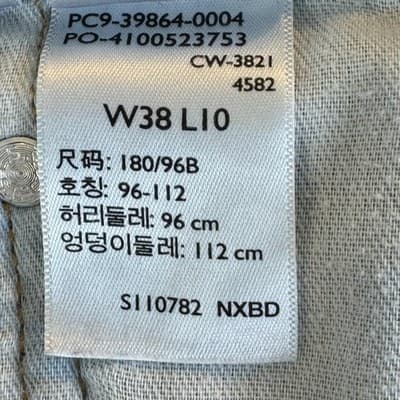 PC9-39864-0004
PO-4100523753
CW-3821
4582
W38 L10
尺码: 180/96B
호칭: 96-112
허리둘레: 96 cm
엉덩이둘레: 112 cm
S110782 NXBD